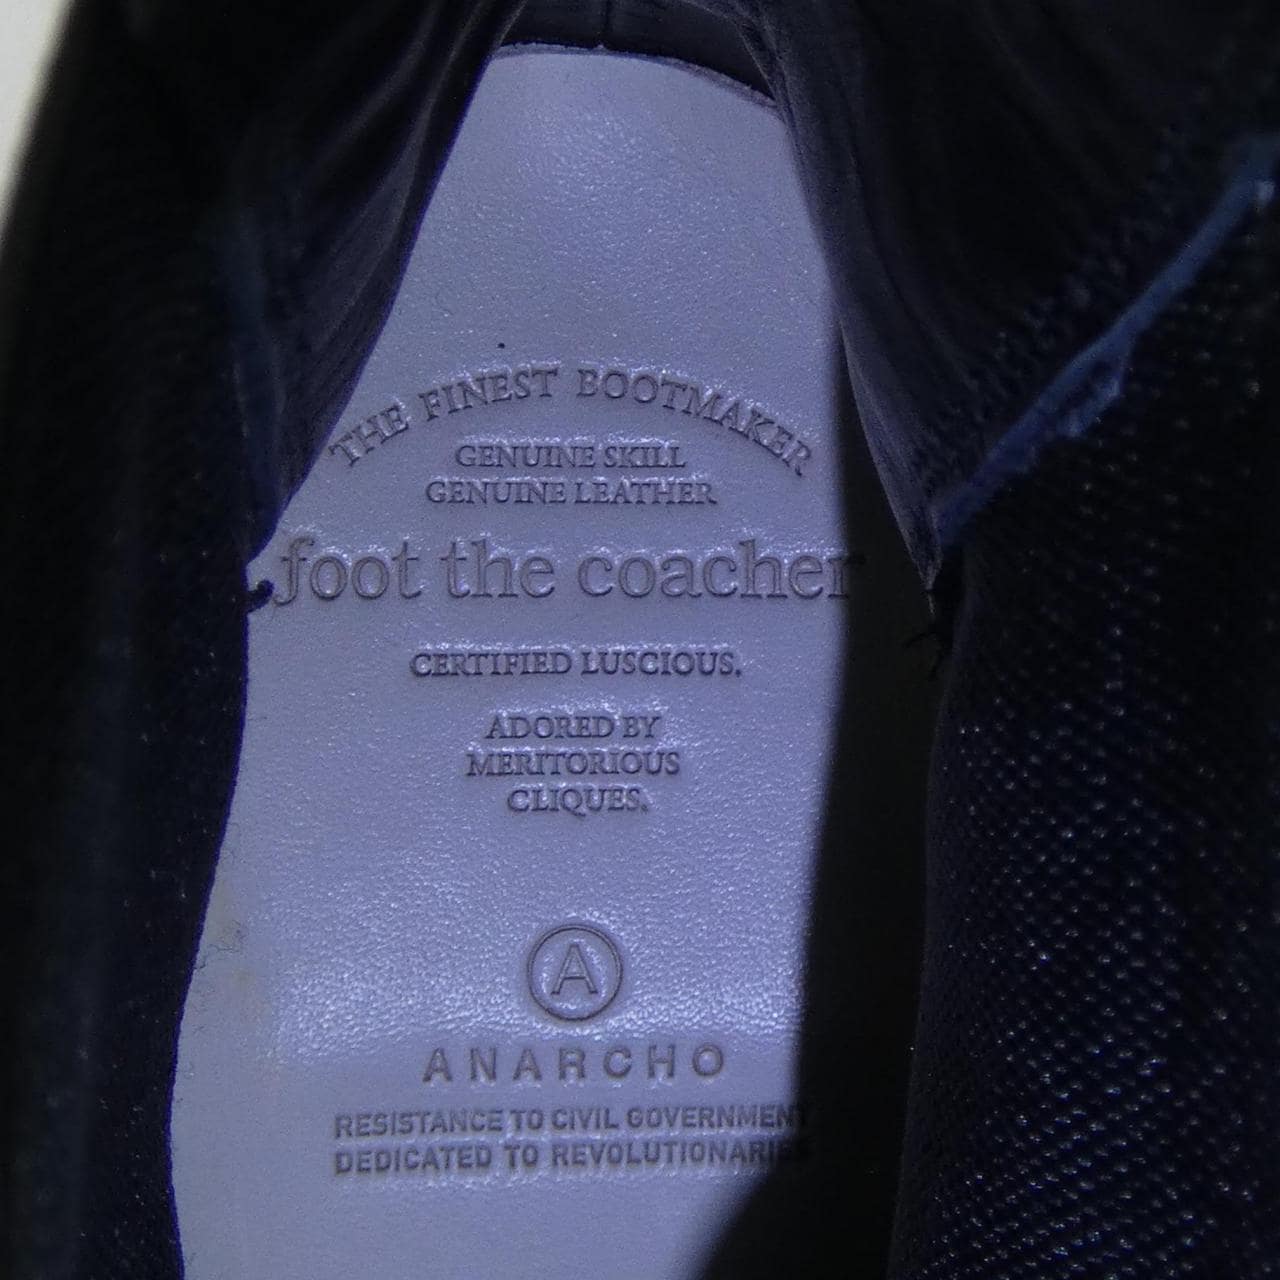 THE FINEST BOOTMAKER
GENUINE SKILL
GENUINE LEATHER
foot the coacher
CERTIFIED LUSCIOUS.
ADORED BY
MERITORIOUS
CLIQUES.
A
ANARCHO
RESISTANCE TO CIVIL GOVERNMENT
DEDICATED TO REVOLUTIONARIES